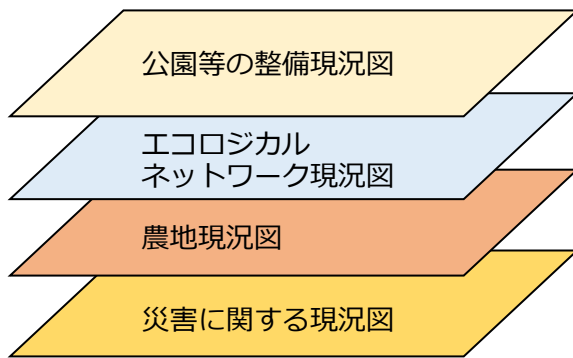 公園等の整備現況図
エコロジカル
ネットワーク現況図
農地現況図
災害に関する現況図